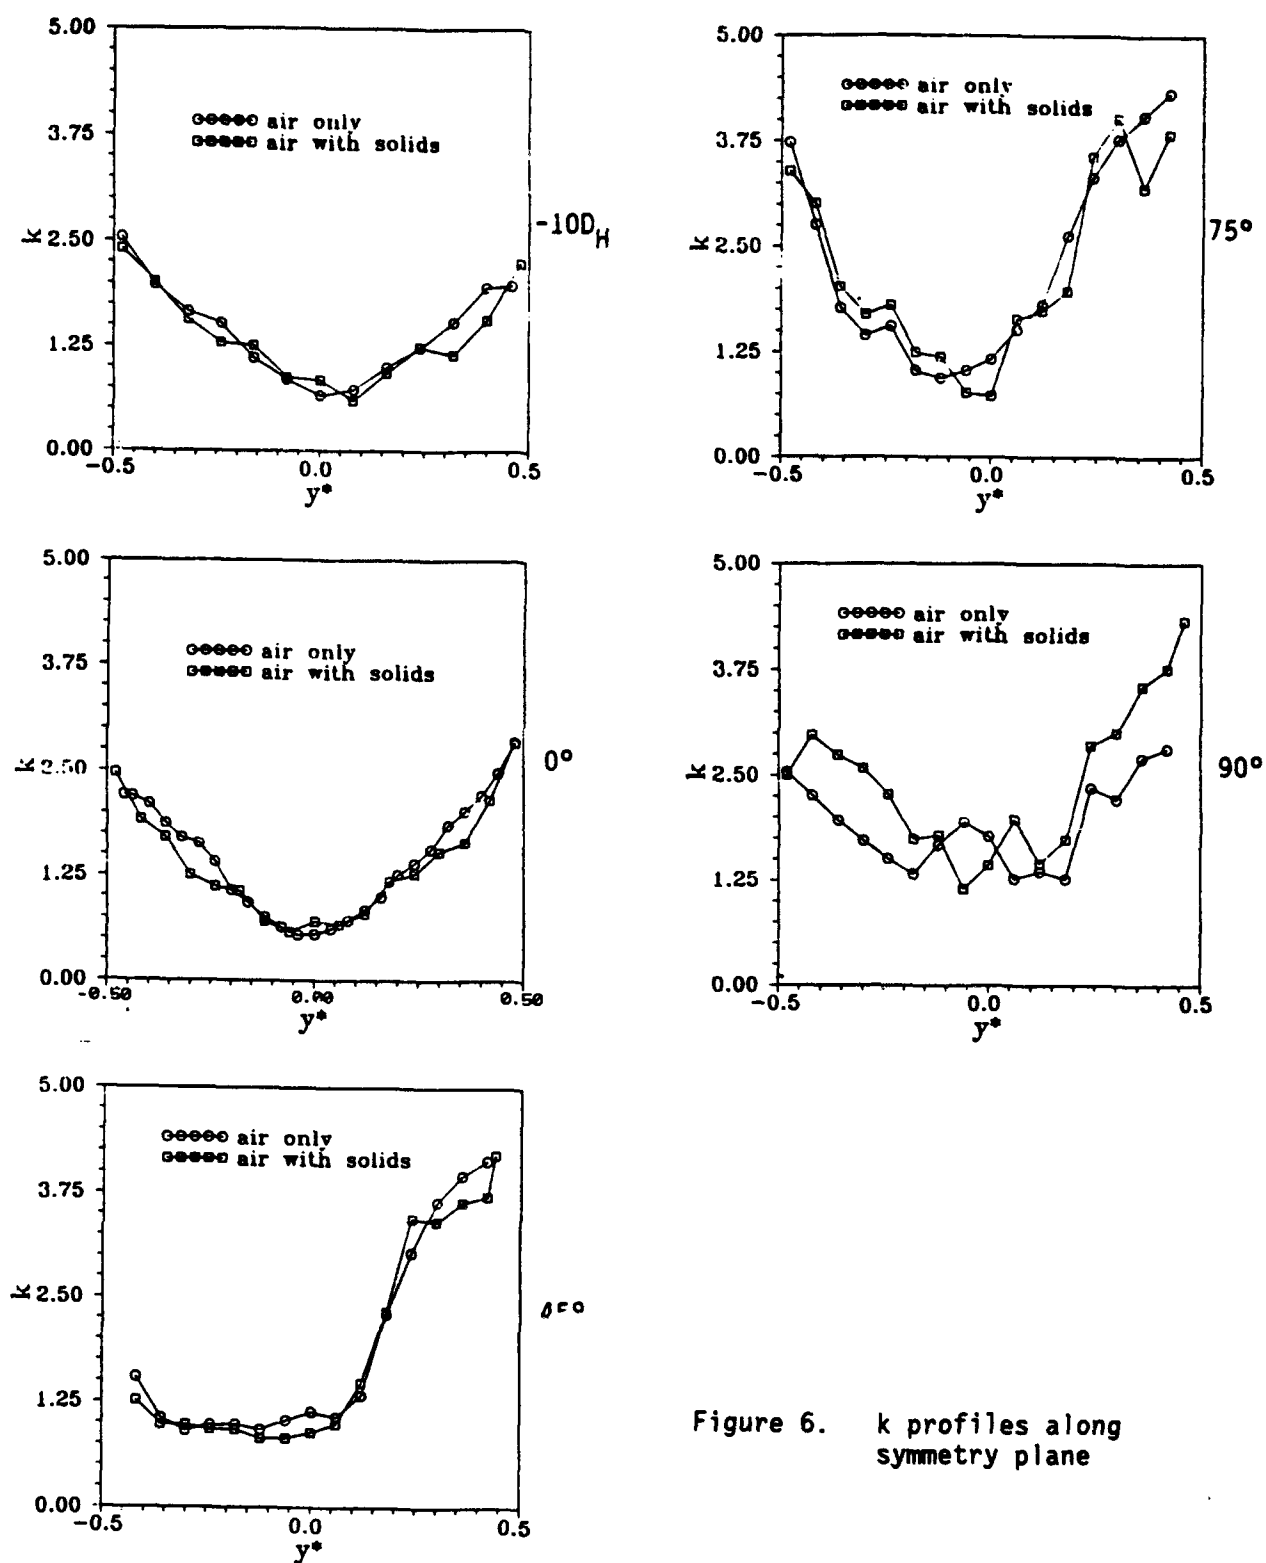 5.00
air only
air with solids
3.75
k 2.50
1.25
0.00
-0.5 0.0 0.5
y*
-10D_H
5.00
air only
air with solids
3.75
k 2.50
1.25
0.00
-0.5 0.0 0.5
y*
75°
5.00
air only
air with solids
3.75
k 2.50
1.25
0.00
-0.50 0.00 0.50
y*
0°
5.00
air only
air with solids
3.75
k 2.50
1.25
0.00
-0.5 0.0 0.5
y*
90°
5.00
air only
air with solids
3.75
k 2.50
1.25
0.00
-0.5 0.0 0.5
y*
Figure 6. k profiles along
symmetry plane